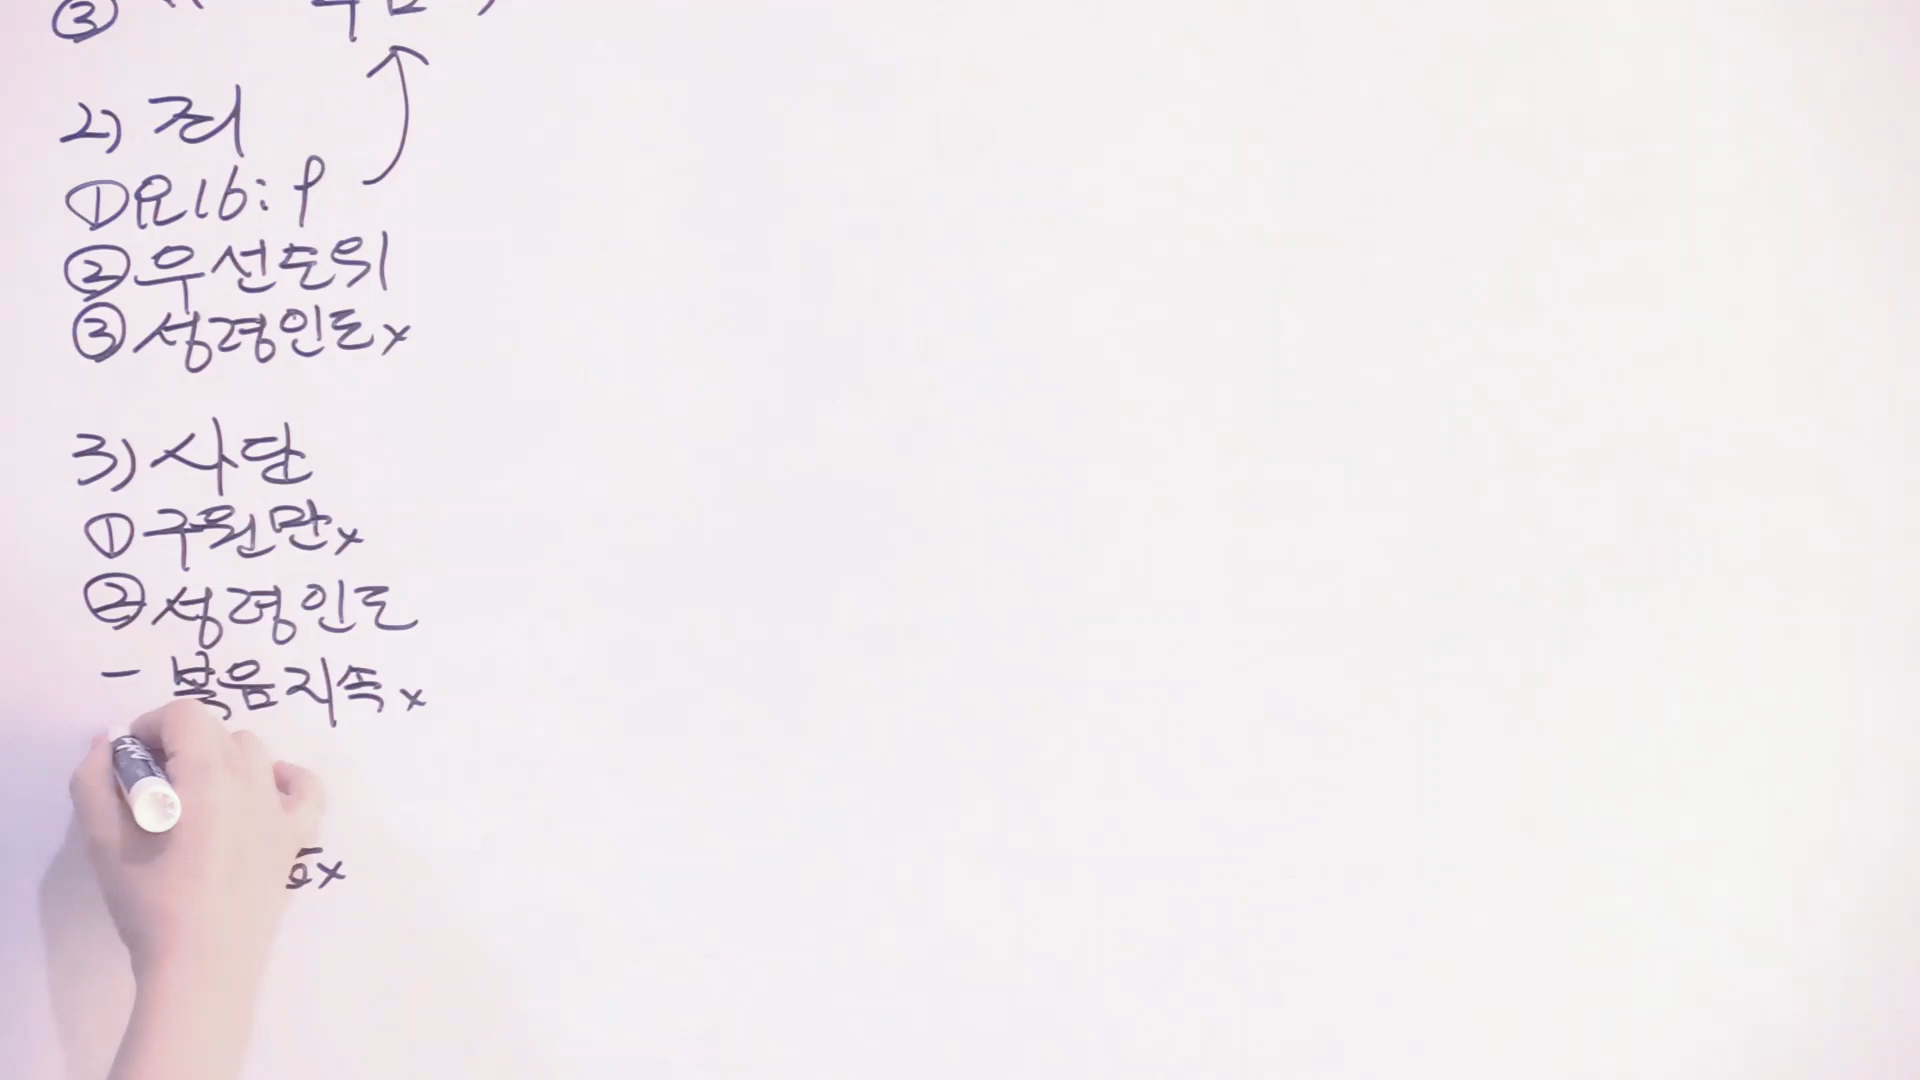 ③
2) 죄
① 요16:9
② 우선순위
③ 성령인도x
3) 사단
① 구원만x
② 성령인도
- 복음지속x